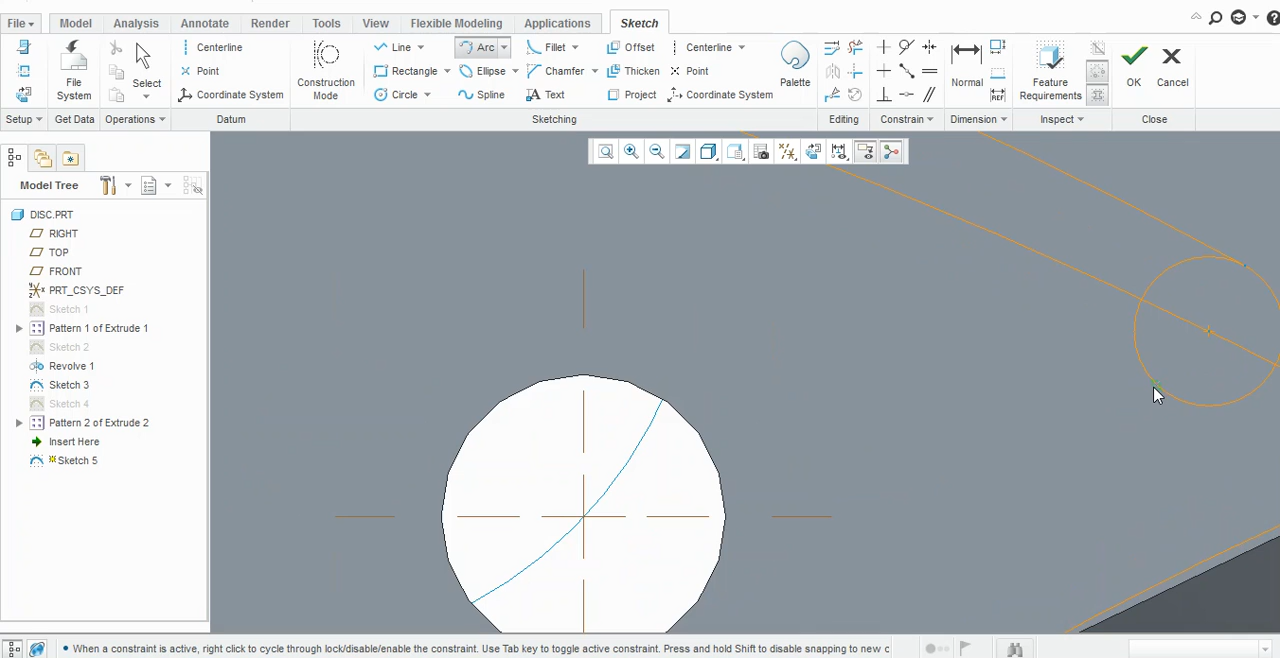 File Model Analysis Annotate Render Tools View Flexible Modeling Applications Sketch
Centerline Line Arc Fillet Offset Centerline
Point Rectangle Ellipse Chamfer Thicken Point
File System Select Coordinate System Construction Mode Circle Spline Text Project Coordinate System Palette Normal REF Feature Requirements OK Cancel
Setup Get Data Operations Datum Sketching Editing Constrain Dimension Inspect Close
Model Tree
DISC.PRT
RIGHT
TOP
FRONT
PRT_CSYS_DEF
Sketch 1
Pattern 1 of Extrude 1
Sketch 2
Revolve 1
Sketch 3
Sketch 4
Pattern 2 of Extrude 2
Insert Here
Sketch 5
When a constraint is active, right click to cycle through lock/disable/enable the constraint. Use Tab key to toggle active constraint. Press and hold Shift to disable snapping to new c